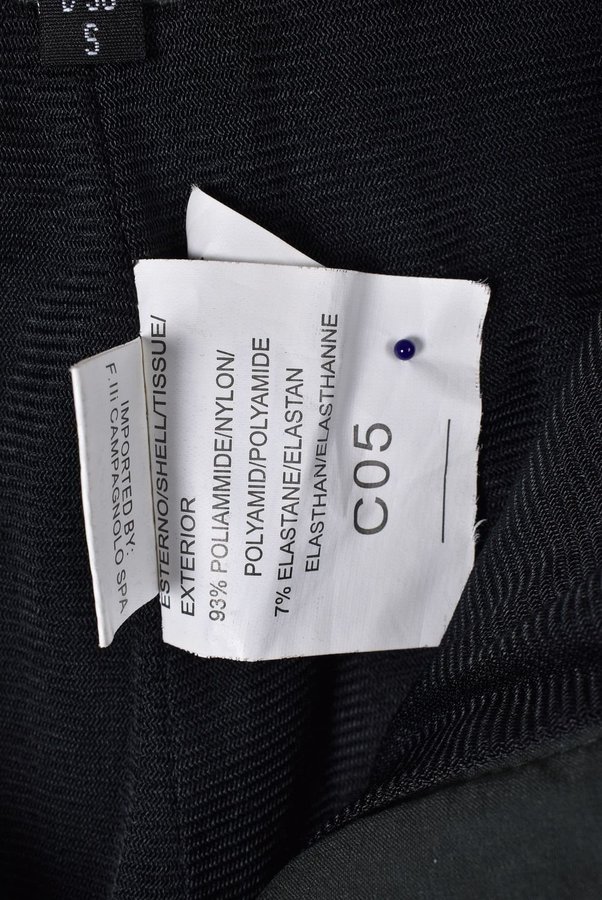 S
IMPORTED BY:
F.lli CAMPAGNOLO SPA
ESTERNO/SHELL/TISSUE/
EXTERIOR
93% POLIAMMIDE/NYLON/
POLYAMID/POLYAMIDE
7% ELASTANE/ELASTAN
ELASTHAN/ELASTHANNE
C05